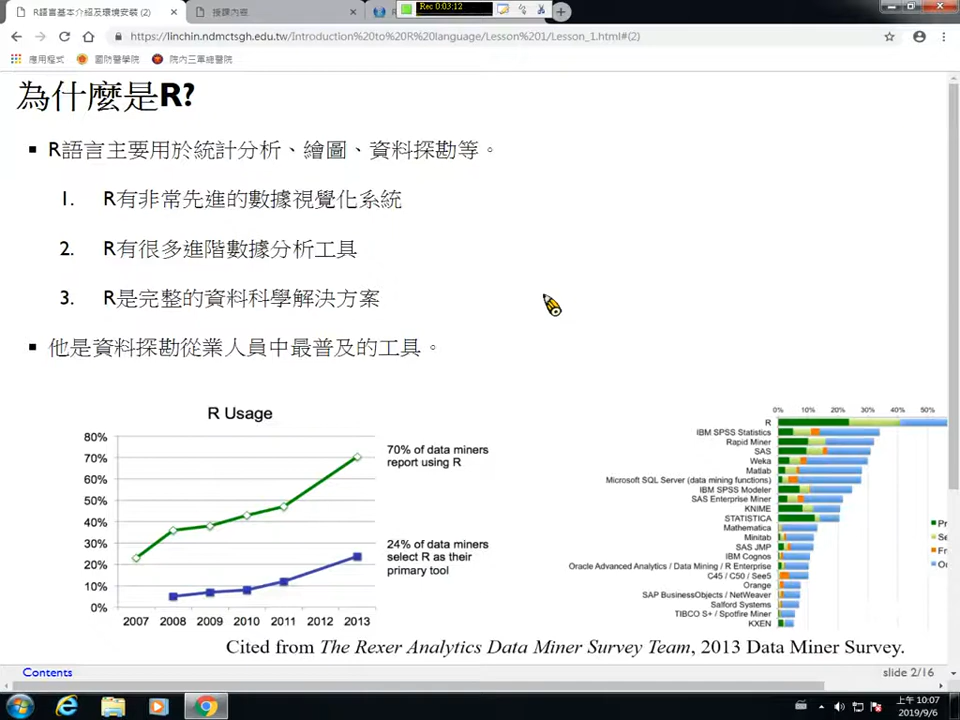 R語言基本介紹及環境安裝 (2)
授課內容
R
Rec 0:03:12
https://linchin.ndmctsgh.edu.tw/Introduction%20to%20R%20language/Lesson%201/Lesson_1.html#(2)
應用程式
國防醫學院
院內三軍總醫院
為什麼是R?
R語言主要用於統計分析、繪圖、資料探勘等。
1. R有非常先進的數據視覺化系統
2. R有很多進階數據分析工具
3. R是完整的資料科學解決方案
他是資料探勘從業人員中最普及的工具。
R Usage
80%
70%
60%
50%
40%
30%
20%
10%
0%
2007 2008 2009 2010 2011 2012 2013
70% of data miners
report using R
24% of data miners
select R as their
primary tool
0% 10% 20% 30% 40% 50%
R
IBM SPSS Statistics
Rapid Miner
SAS
Weka
Matlab
Microsoft SQL Server (data mining functions)
IBM SPSS Modeler
SAS Enterprise Miner
KNIME
STATISTICA
Mathematica
Minitab
SAS JMP
IBM Cognos
Oracle Advanced Analytics / Data Mining / R Enterprise
C45 / C50 / See5
Orange
SAP BusinessObjects / NetWeaver
Salford Systems
TIBCO S+ / Spotfire Miner
KXEN
Pr
Se
Fr
Oc
Cited from The Rexer Analytics Data Miner Survey Team, 2013 Data Miner Survey.
Contents
slide 2/16
上午 10:07
2019/9/6